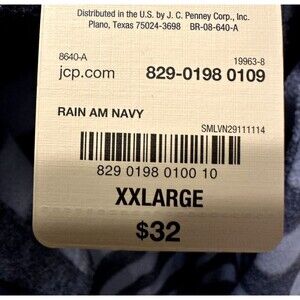 Distributed in the U.S. by J. C. Penney Corp., Inc.
Plano, Texas 75024-3698 BR-08-640-A
8640-A 19963-8
jcp.com 829-0198 0109
RAIN AM NAVY
SMLVN29111114
829 0198 0100 10
XXLARGE
$32